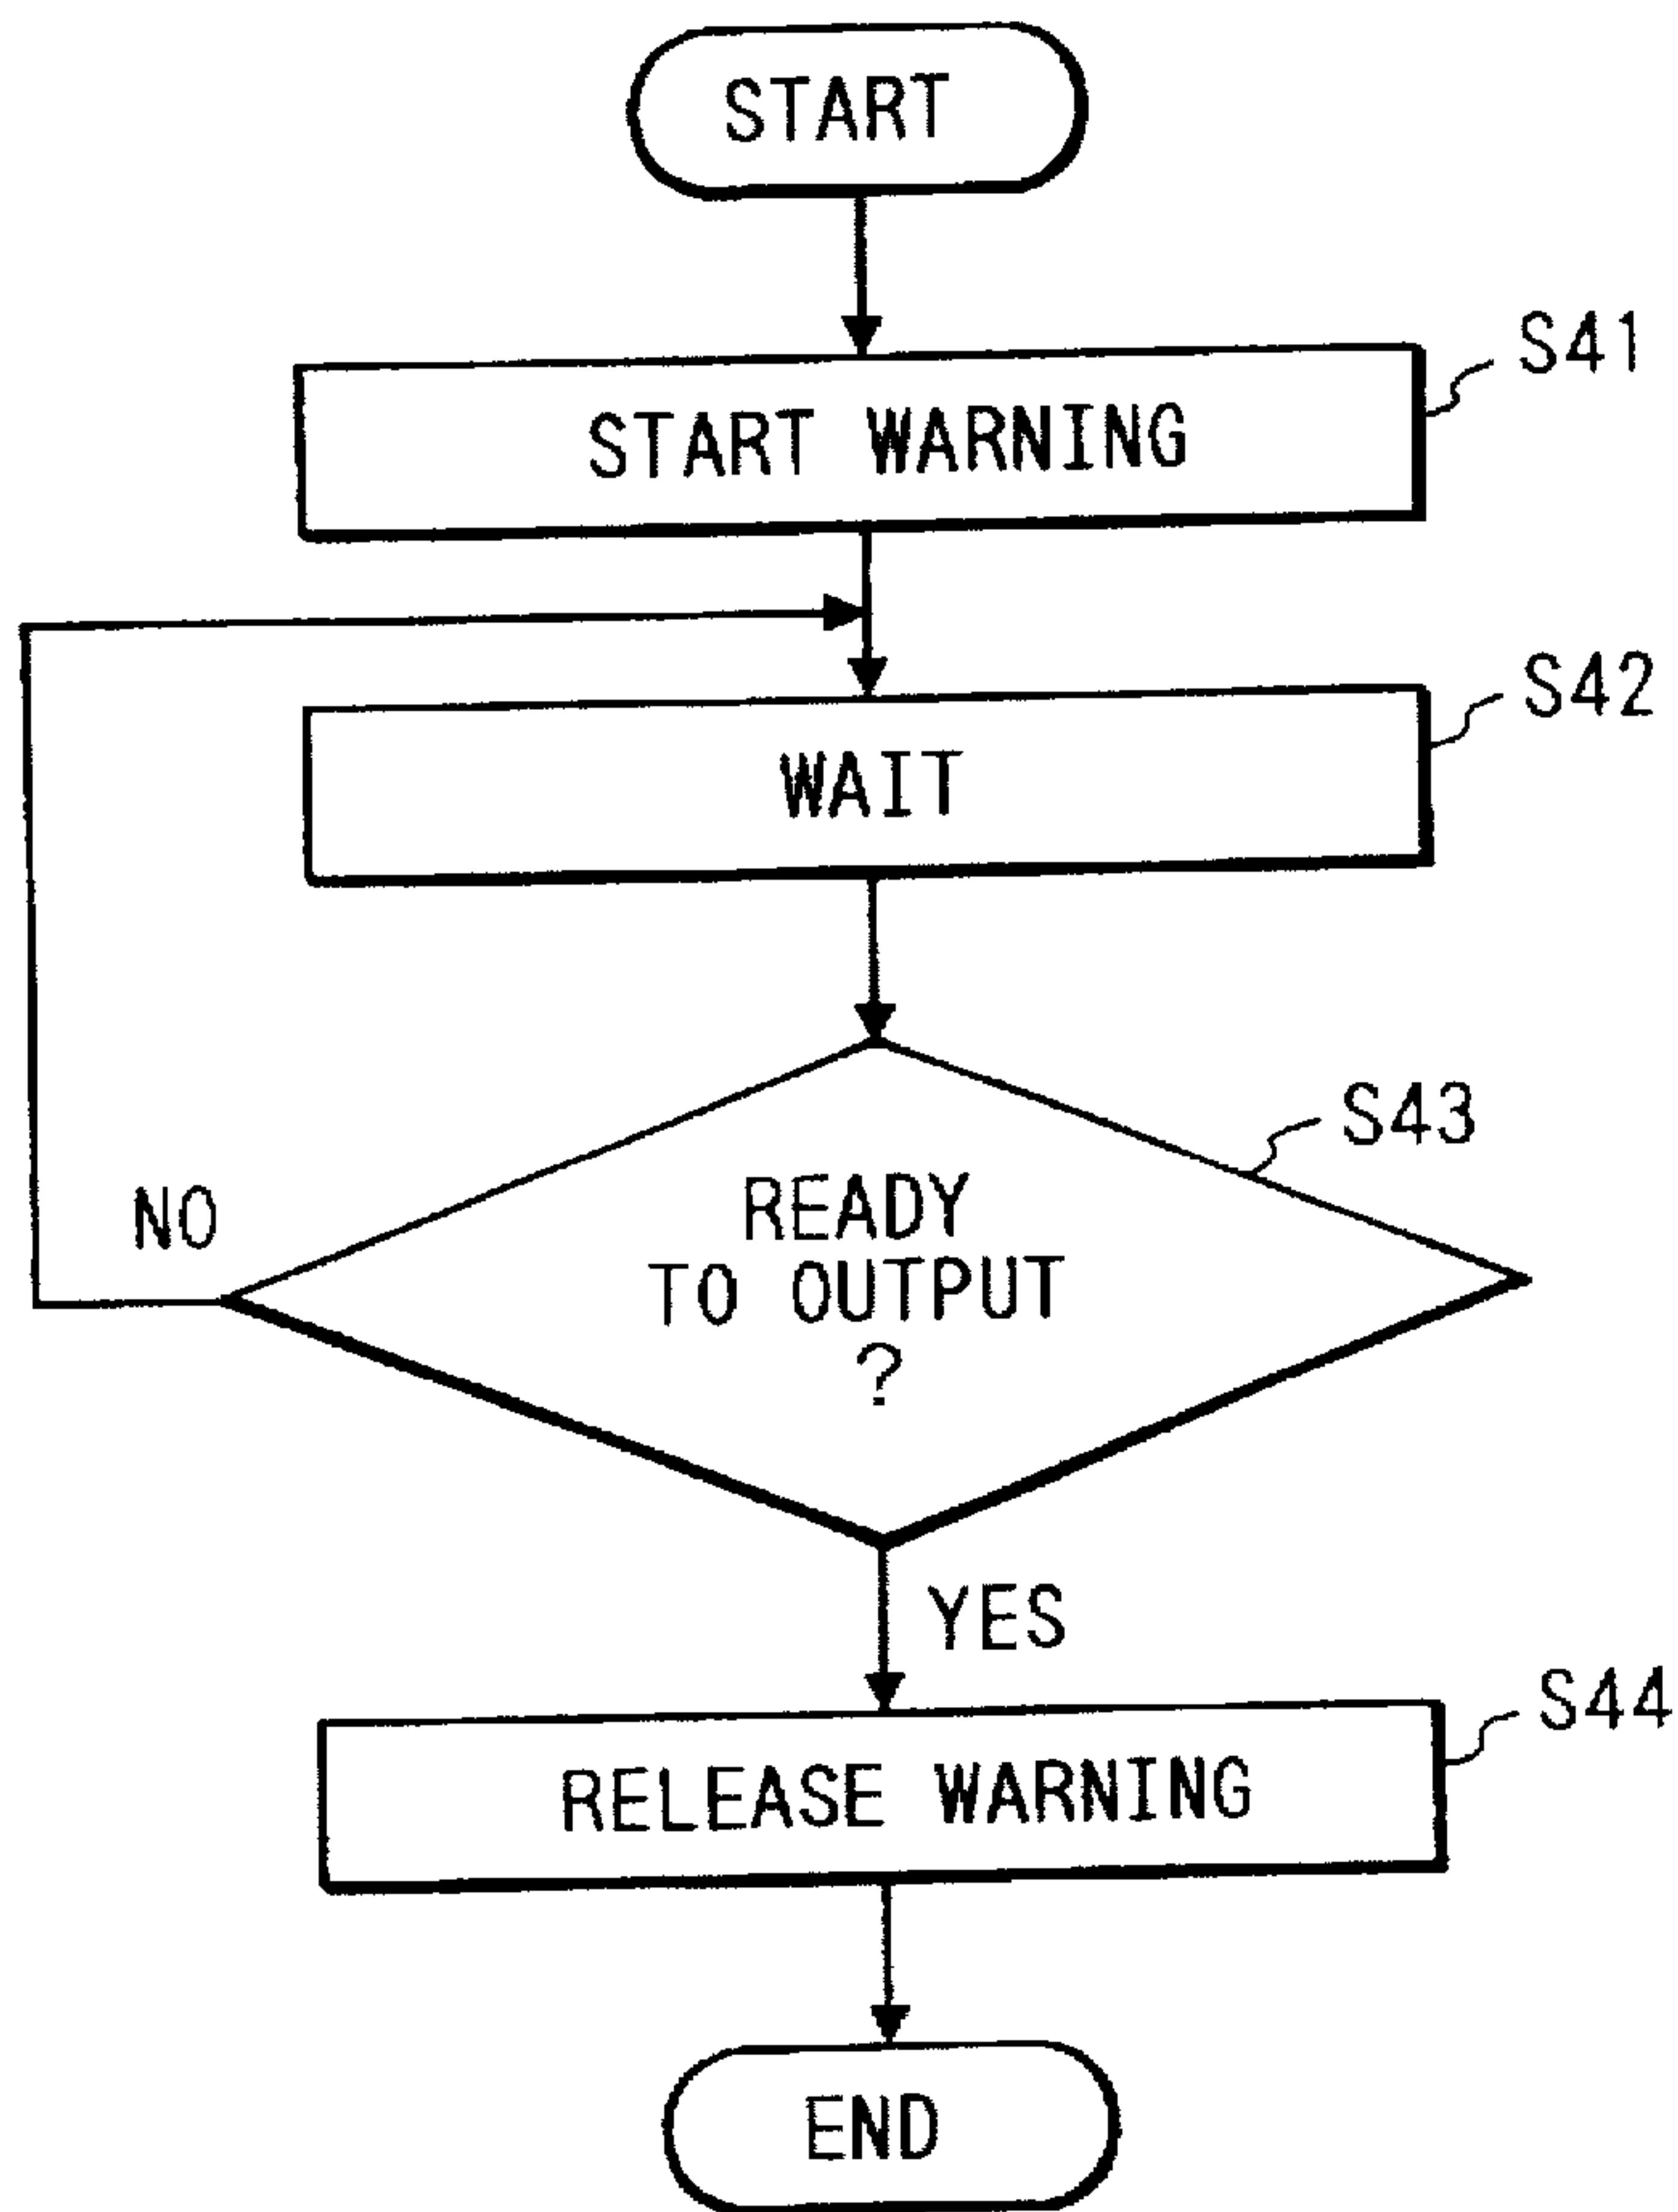 START
S41
START WARNING
S42
WAIT
S43
READY
TO OUTPUT
?
NO
YES
S44
RELEASE WARNING
END